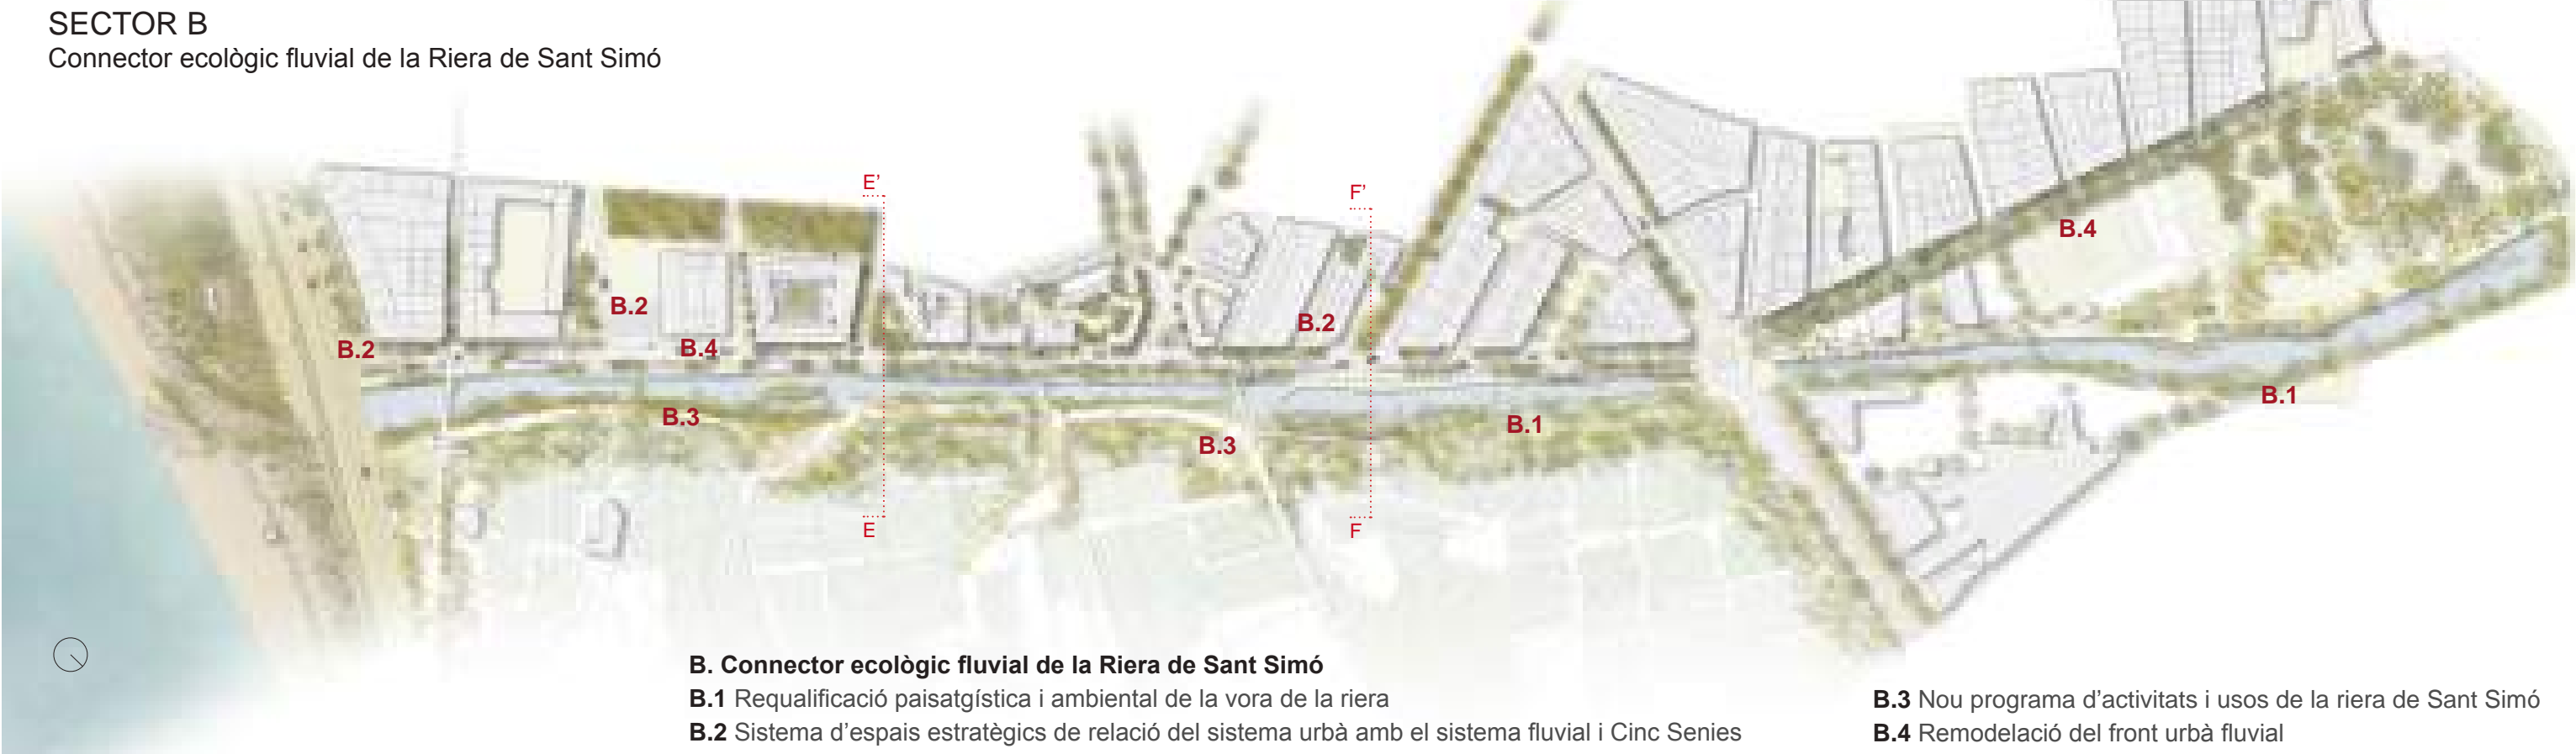 SECTOR B
Connector ecològic fluvial de la Riera de Sant Simó
E'
F'
B.4
B.2
B.2
B.2
B.4
B.1
B.3
B.1
B.3
E
F
B. Connector ecològic fluvial de la Riera de Sant Simó
B.1 Requalificació paisatgística i ambiental de la vora de la riera
B.2 Sistema d'espais estratègics de relació del sistema urbà amb el sistema fluvial i Cinc Senies
B.3 Nou programa d'activitats i usos de la riera de Sant Simó
B.4 Remodelació del front urbà fluvial